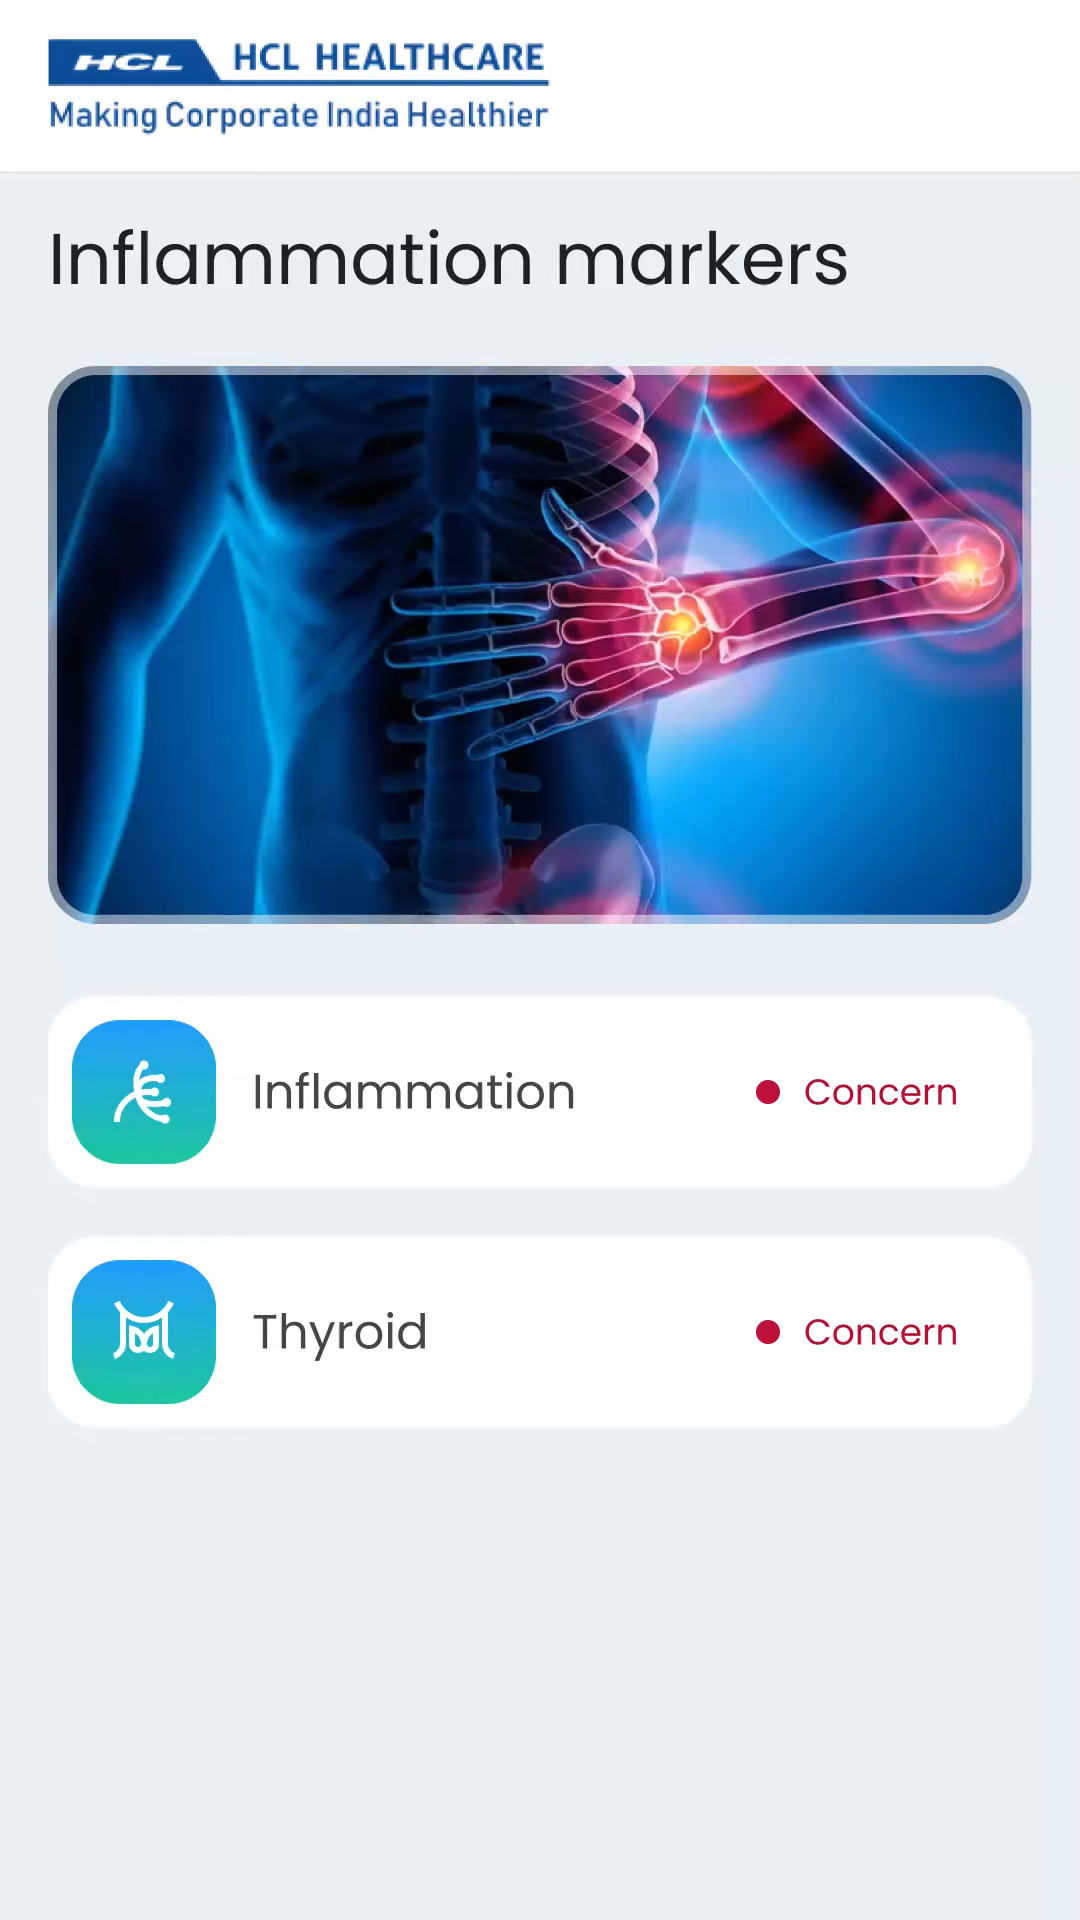 HCL HCL HEALTHCARE
Making Corporate India Healthier
Inflammation markers
Inflammation Concern
Thyroid Concern